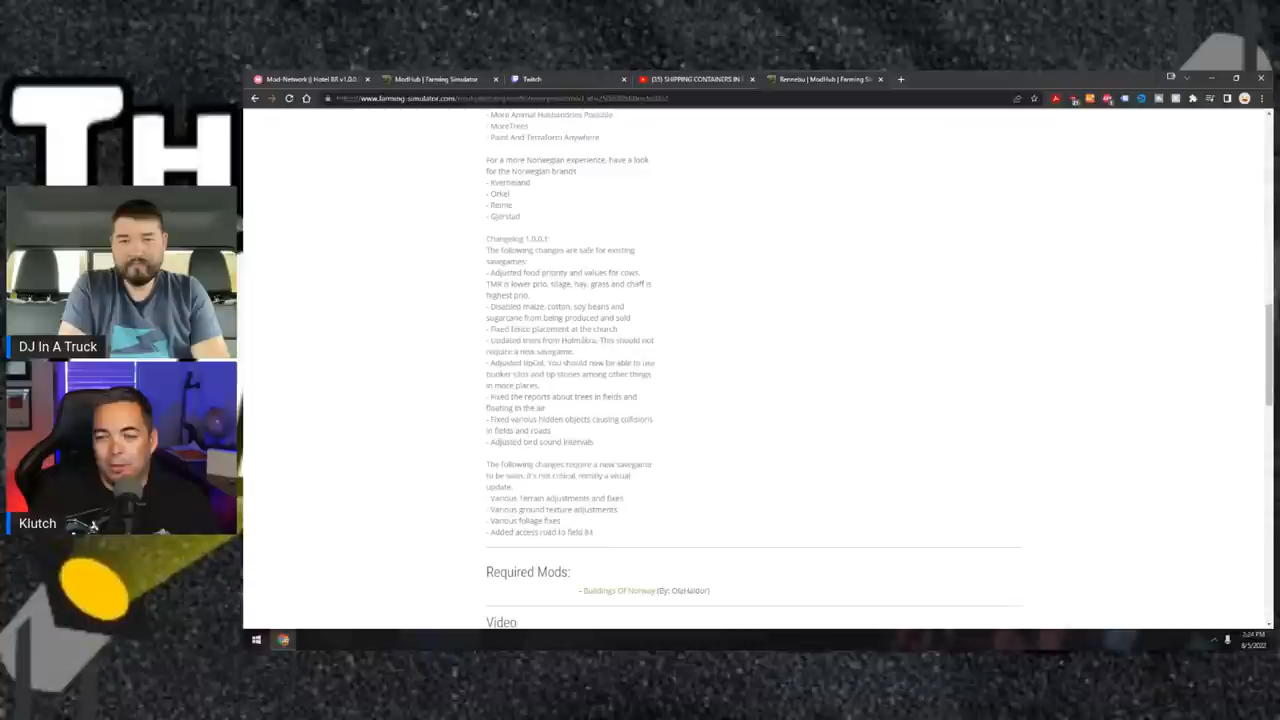 TH
Mod-Network || Hotel BR v1.0.0.
ModHub | Farming Simulator
Twitch
(35) SHIPPING CONTAINERS IN
Rennebu | ModHub | Farming Si
www.farming-simulator.com
- More Animal Husbandries Possible
- MoreTrees
- Paint And Terraform Anywhere
For a more Norwegian experience, have a look
for the Norwegian brands
- Kverneland
- Orkel
- Reime
- Gjerstad
Changelog 1.0.0.1:
The following changes are safe for existing
savegames:
- Adjusted food priority and values for cows.
TMR is lower prio, silage, hay, grass and chaff is
highest prio.
- Disabled maize, cotton, soy beans and
sugarcane from being produced and sold
- Fixed fence placement at the church
- Updated trees from Holmåkra. This should not
require a new savegame.
- Adjusted tipCol. You should now be able to use
bunker silos and tip stones among other things
in more places.
- Fixed the reports about trees in fields and
floating in the air
- Fixed various hidden objects causing collisions
in fields and roads
- Adjusted bird sound intervals
The following changes require a new savegame
to be seen. It's not critical, mostly a visual
update.
- Various Terrain adjustments and fixes
- Various ground texture adjustments
- Various foliage fixes
- Added access road to field 84
Required Mods:
- Buildings Of Norway (By: OlaHaldor)
Video
DJ In A Truck
Klutch
2:24 PM
8/5/2022